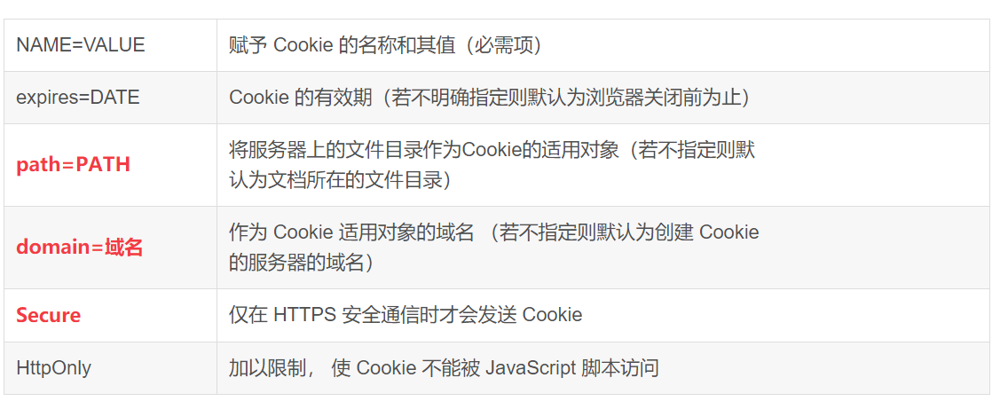 NAME=VALUE
赋予 Cookie 的名称和其值（必需项）
expires=DATE
Cookie 的有效期（若不明确指定则默认为浏览器关闭前为止）
path=PATH
将服务器上的文件目录作为Cookie的适用对象（若不指定则默
认为文档所在的文件目录）
domain=域名
作为 Cookie 适用对象的域名 （若不指定则默认为创建 Cookie
的服务器的域名）
Secure
仅在 HTTPS 安全通信时才会发送 Cookie
HttpOnly
加以限制， 使 Cookie 不能被 JavaScript 脚本访问